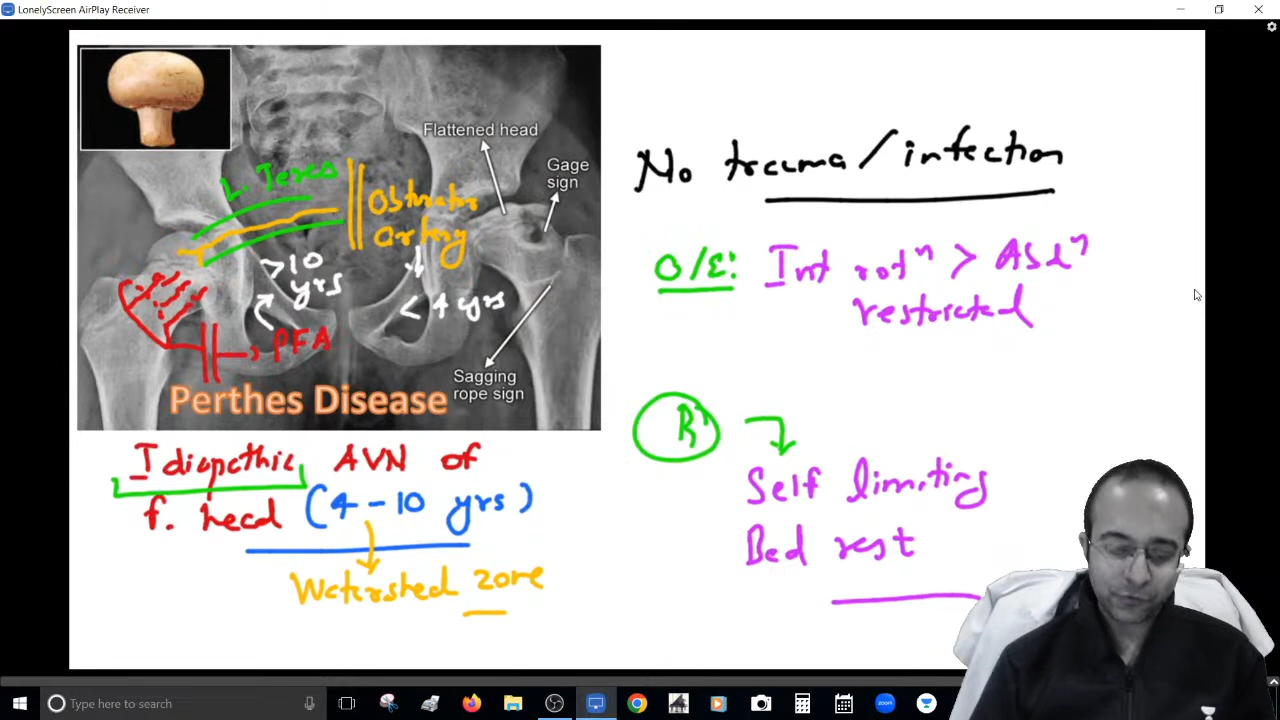 LonelyScreen AirPlay Receiver
Flattened head
Gage
sign
L. Teres
Obturator
artery
>10
yrs
< 4 yrs
PFA
Sagging
rope sign
Perthes Disease
Idiopathic AVN of
f. head (4-10 yrs)
Watershed zone
No trauma/infection
O/E: Int rotⁿ > Abdⁿ
restricted
Rx
Self limiting
Bed rest
Type here to search
zoom